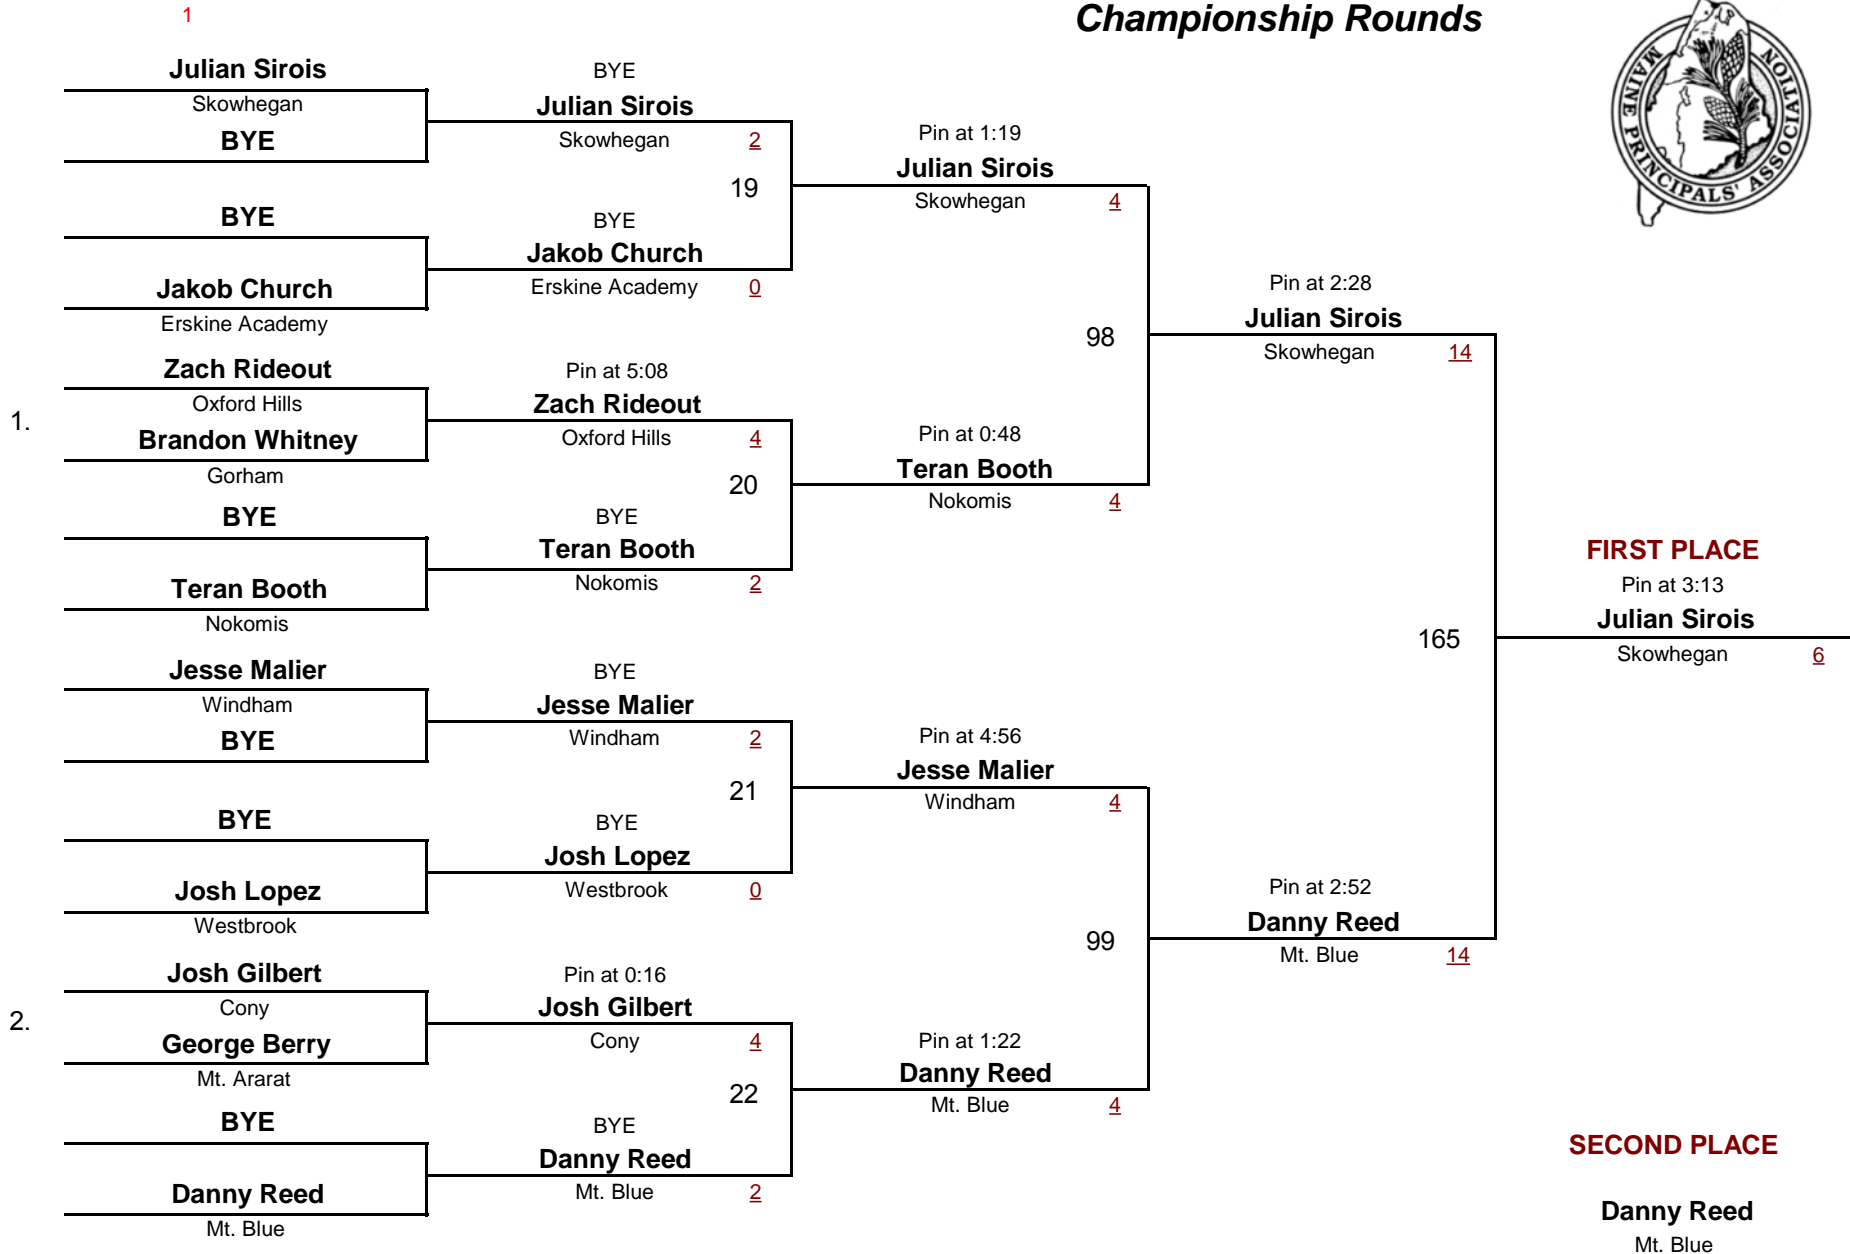 1
Championship Rounds
MAINE PRINCIPALS' ASSOCIATION
Julian Sirois
Skowhegan
BYE
BYE
Jakob Church
Erskine Academy
1.
Zach Rideout
Oxford Hills
Brandon Whitney
Gorham
BYE
Teran Booth
Nokomis
Jesse Malier
Windham
BYE
BYE
Josh Lopez
Westbrook
2.
Josh Gilbert
Cony
George Berry
Mt. Ararat
BYE
Danny Reed
Mt. Blue
BYE
Julian Sirois
Skowhegan 2
19
BYE
Jakob Church
Erskine Academy 0
Pin at 5:08
Zach Rideout
Oxford Hills 4
20
BYE
Teran Booth
Nokomis 2
BYE
Jesse Malier
Windham 2
21
BYE
Josh Lopez
Westbrook 0
Pin at 0:16
Josh Gilbert
Cony 4
22
BYE
Danny Reed
Mt. Blue 2
Pin at 1:19
Julian Sirois
Skowhegan 4
98
Pin at 0:48
Teran Booth
Nokomis 4
Pin at 4:56
Jesse Malier
Windham 4
99
Pin at 1:22
Danny Reed
Mt. Blue 4
Pin at 2:28
Julian Sirois
Skowhegan 14
165
Pin at 2:52
Danny Reed
Mt. Blue 14
FIRST PLACE
Pin at 3:13
Julian Sirois
Skowhegan 6
SECOND PLACE
Danny Reed
Mt. Blue